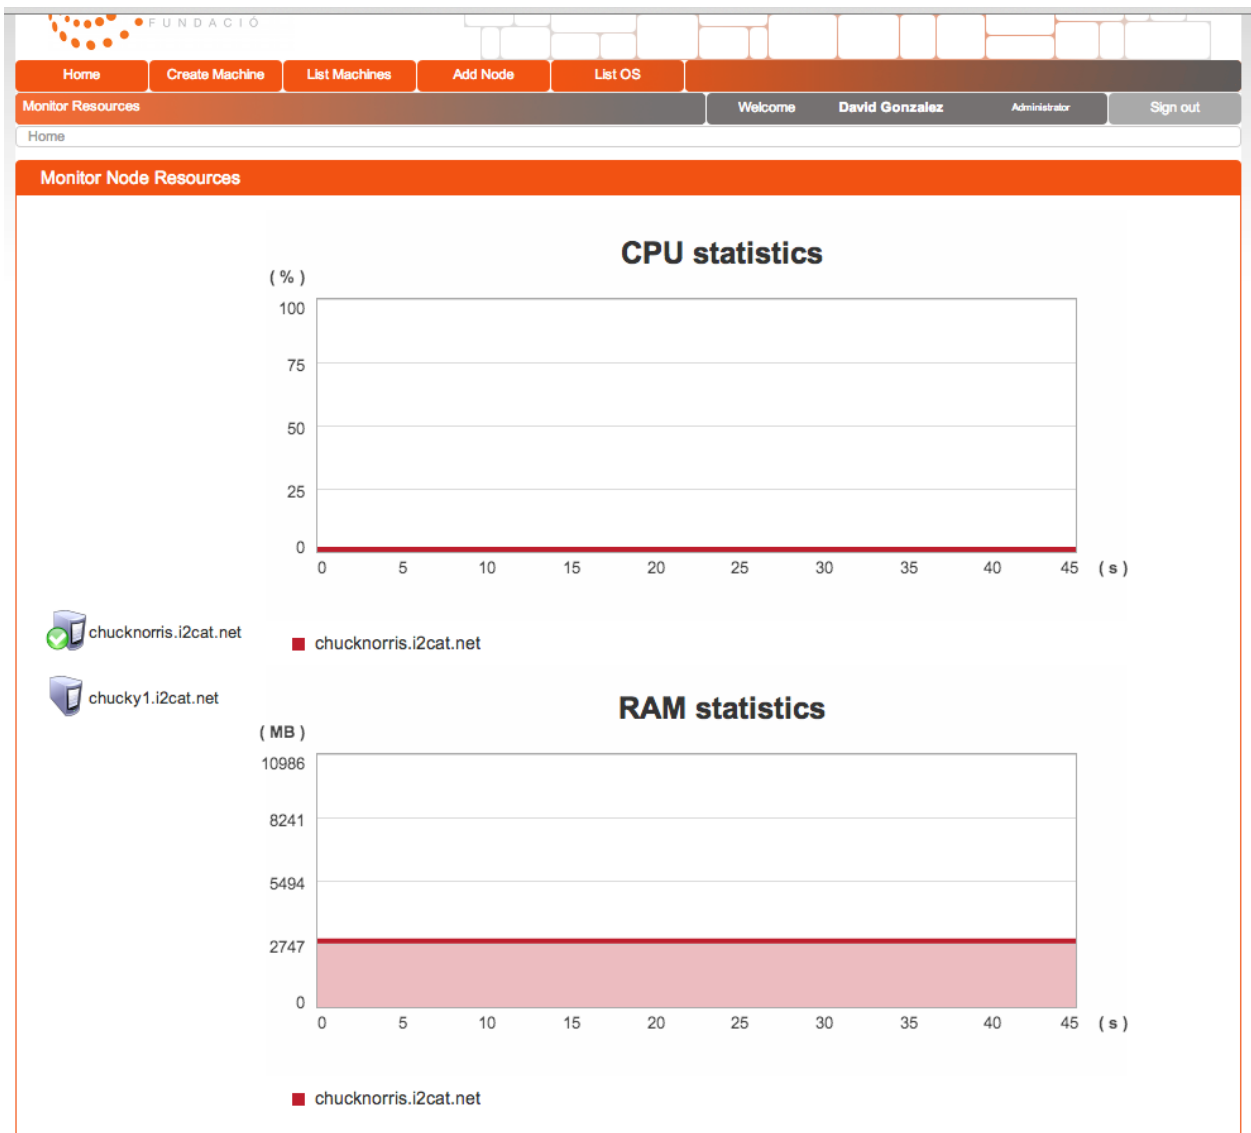 FUNDACIÓ
Home Create Machine List Machines Add Node List OS
Monitor Resources Welcome David Gonzalez Administrator Sign out
Home
Monitor Node Resources
CPU statistics
( % )
100
75
50
25
0
0 5 10 15 20 25 30 35 40 45 ( s )
chucknorris.i2cat.net
chucknorris.i2cat.net
chucky1.i2cat.net
RAM statistics
( MB )
10986
8241
5494
2747
0
0 5 10 15 20 25 30 35 40 45 ( s )
chucknorris.i2cat.net